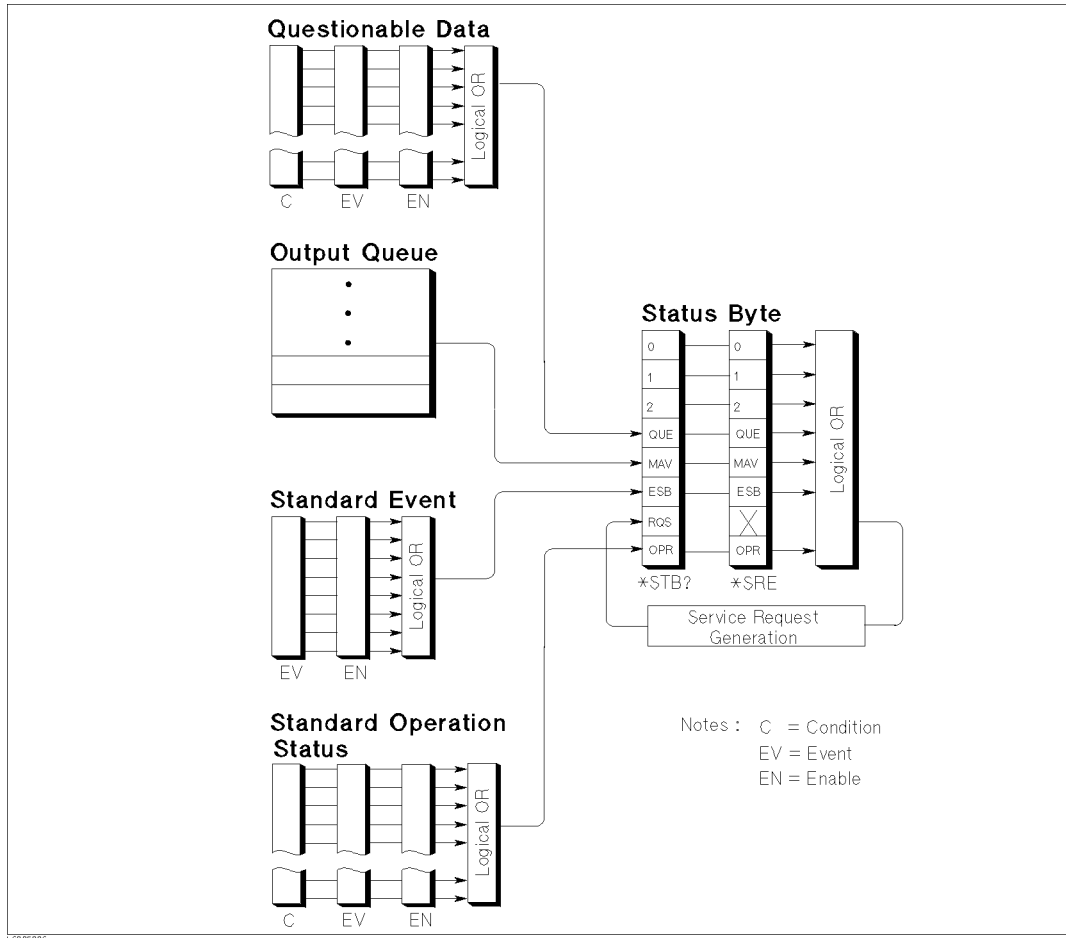 Questionable Data
Logical OR
C EV EN
Output Queue
Status Byte
0 0
1 1
2 2
QUE QUE
MAV MAV
ESB ESB
RQS
OPR OPR
Logical OR
*STB? *SRE
Service Request
Generation
Standard Event
Logical OR
EV EN
Standard Operation
Status
Logical OR
C EV EN
Notes : C = Condition
EV = Event
EN = Enable